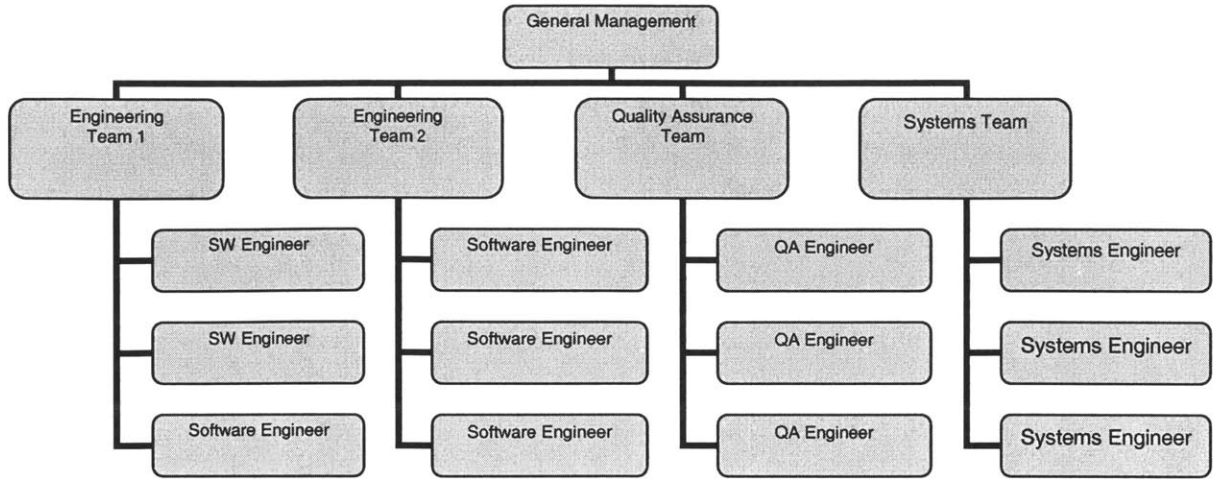 General Management
Engineering
Team 1
Engineering
Team 2
Quality Assurance
Team
Systems Team
SW Engineer
Software Engineer
QA Engineer
Systems Engineer
SW Engineer
Software Engineer
QA Engineer
Systems Engineer
Software Engineer
Software Engineer
QA Engineer
Systems Engineer